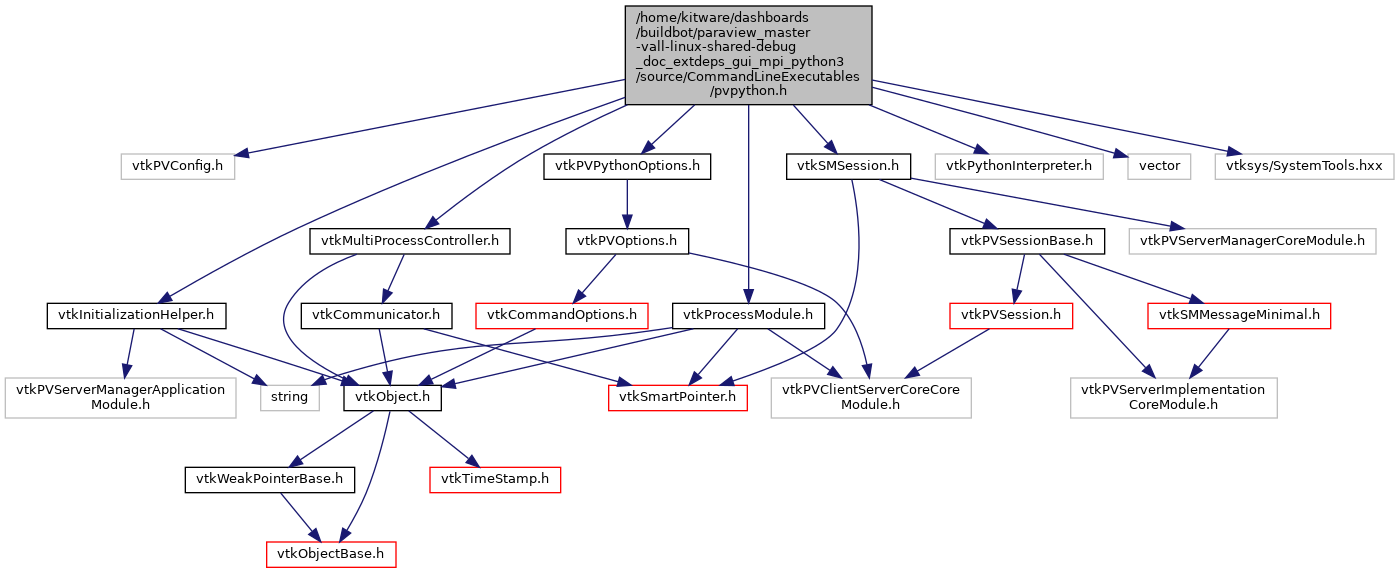 /home/kitware/dashboards
/buildbot/paraview_master
-vall-linux-shared-debug
_doc_extdeps_gui_mpi_python3
/source/CommandLineExecutables
/pvpython.h
vtkPVConfig.h
vtkPVPythonOptions.h
vtkSMSession.h
vtkPythonInterpreter.h
vector
vtksys/SystemTools.hxx
vtkMultiProcessController.h
vtkPVOptions.h
vtkPVSessionBase.h
vtkPVServerManagerCoreModule.h
vtkInitializationHelper.h
vtkCommunicator.h
vtkCommandOptions.h
vtkProcessModule.h
vtkPVSession.h
vtkSMMessageMinimal.h
vtkPVServerManagerApplication
Module.h
string
vtkObject.h
vtkSmartPointer.h
vtkPVClientServerCoreCore
Module.h
vtkPVServerImplementation
CoreModule.h
vtkWeakPointerBase.h
vtkTimeStamp.h
vtkObjectBase.h